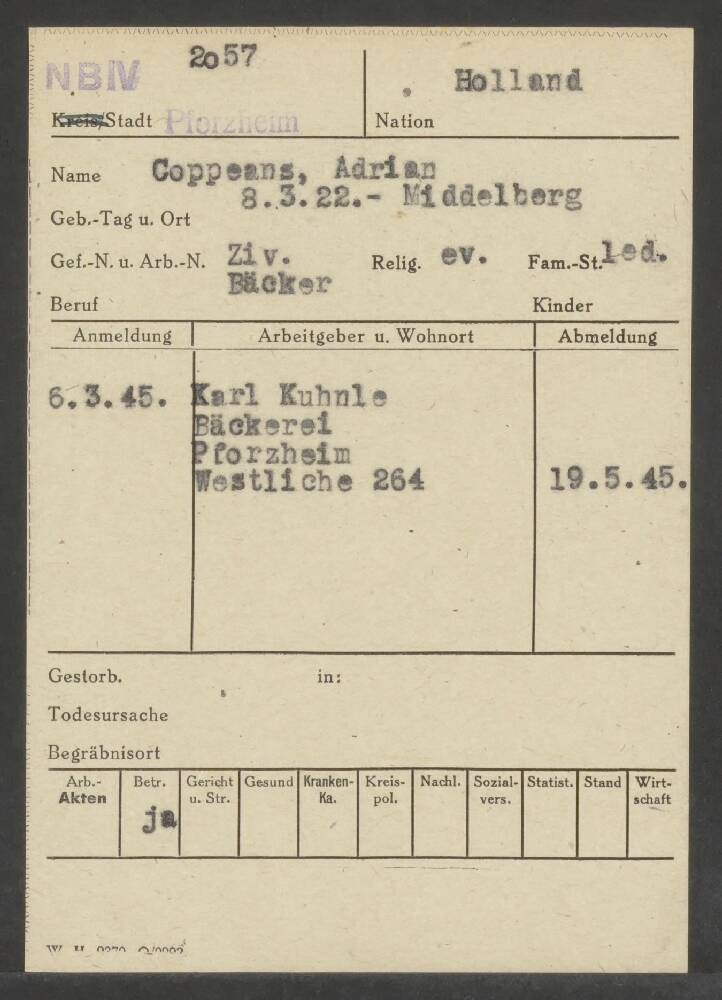 NBIV 2057
Holland
Kreis/Stadt Pforzheim Nation
Name Coppeans, Adrian
8.3.22.- Middelberg
Geb.-Tag u. Ort
Gef.-N. u. Arb.-N. Ziv. Relig. ev. Fam.-St. led.
Bäcker
Beruf Kinder
Anmeldung Arbeitgeber u. Wohnort Abmeldung
6.3.45. Karl Kuhnle
Bäckerei
Pforzheim
Westliche 264 19.5.45.
Gestorb. in:
Todesursache
Begräbnisort
Arb.- Betr. Gericht Gesund Kranken- Kreis- Nachl. Sozial- Statist. Stand Wirt-
Akten u. Str. Ka. pol. vers. schaft
ja